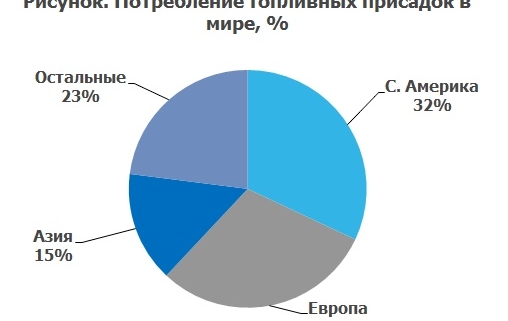 Рисунок. Потребление топливных присадок в
мире, %
Остальные
23%
С. Америка
32%
Азия
15%
Европа